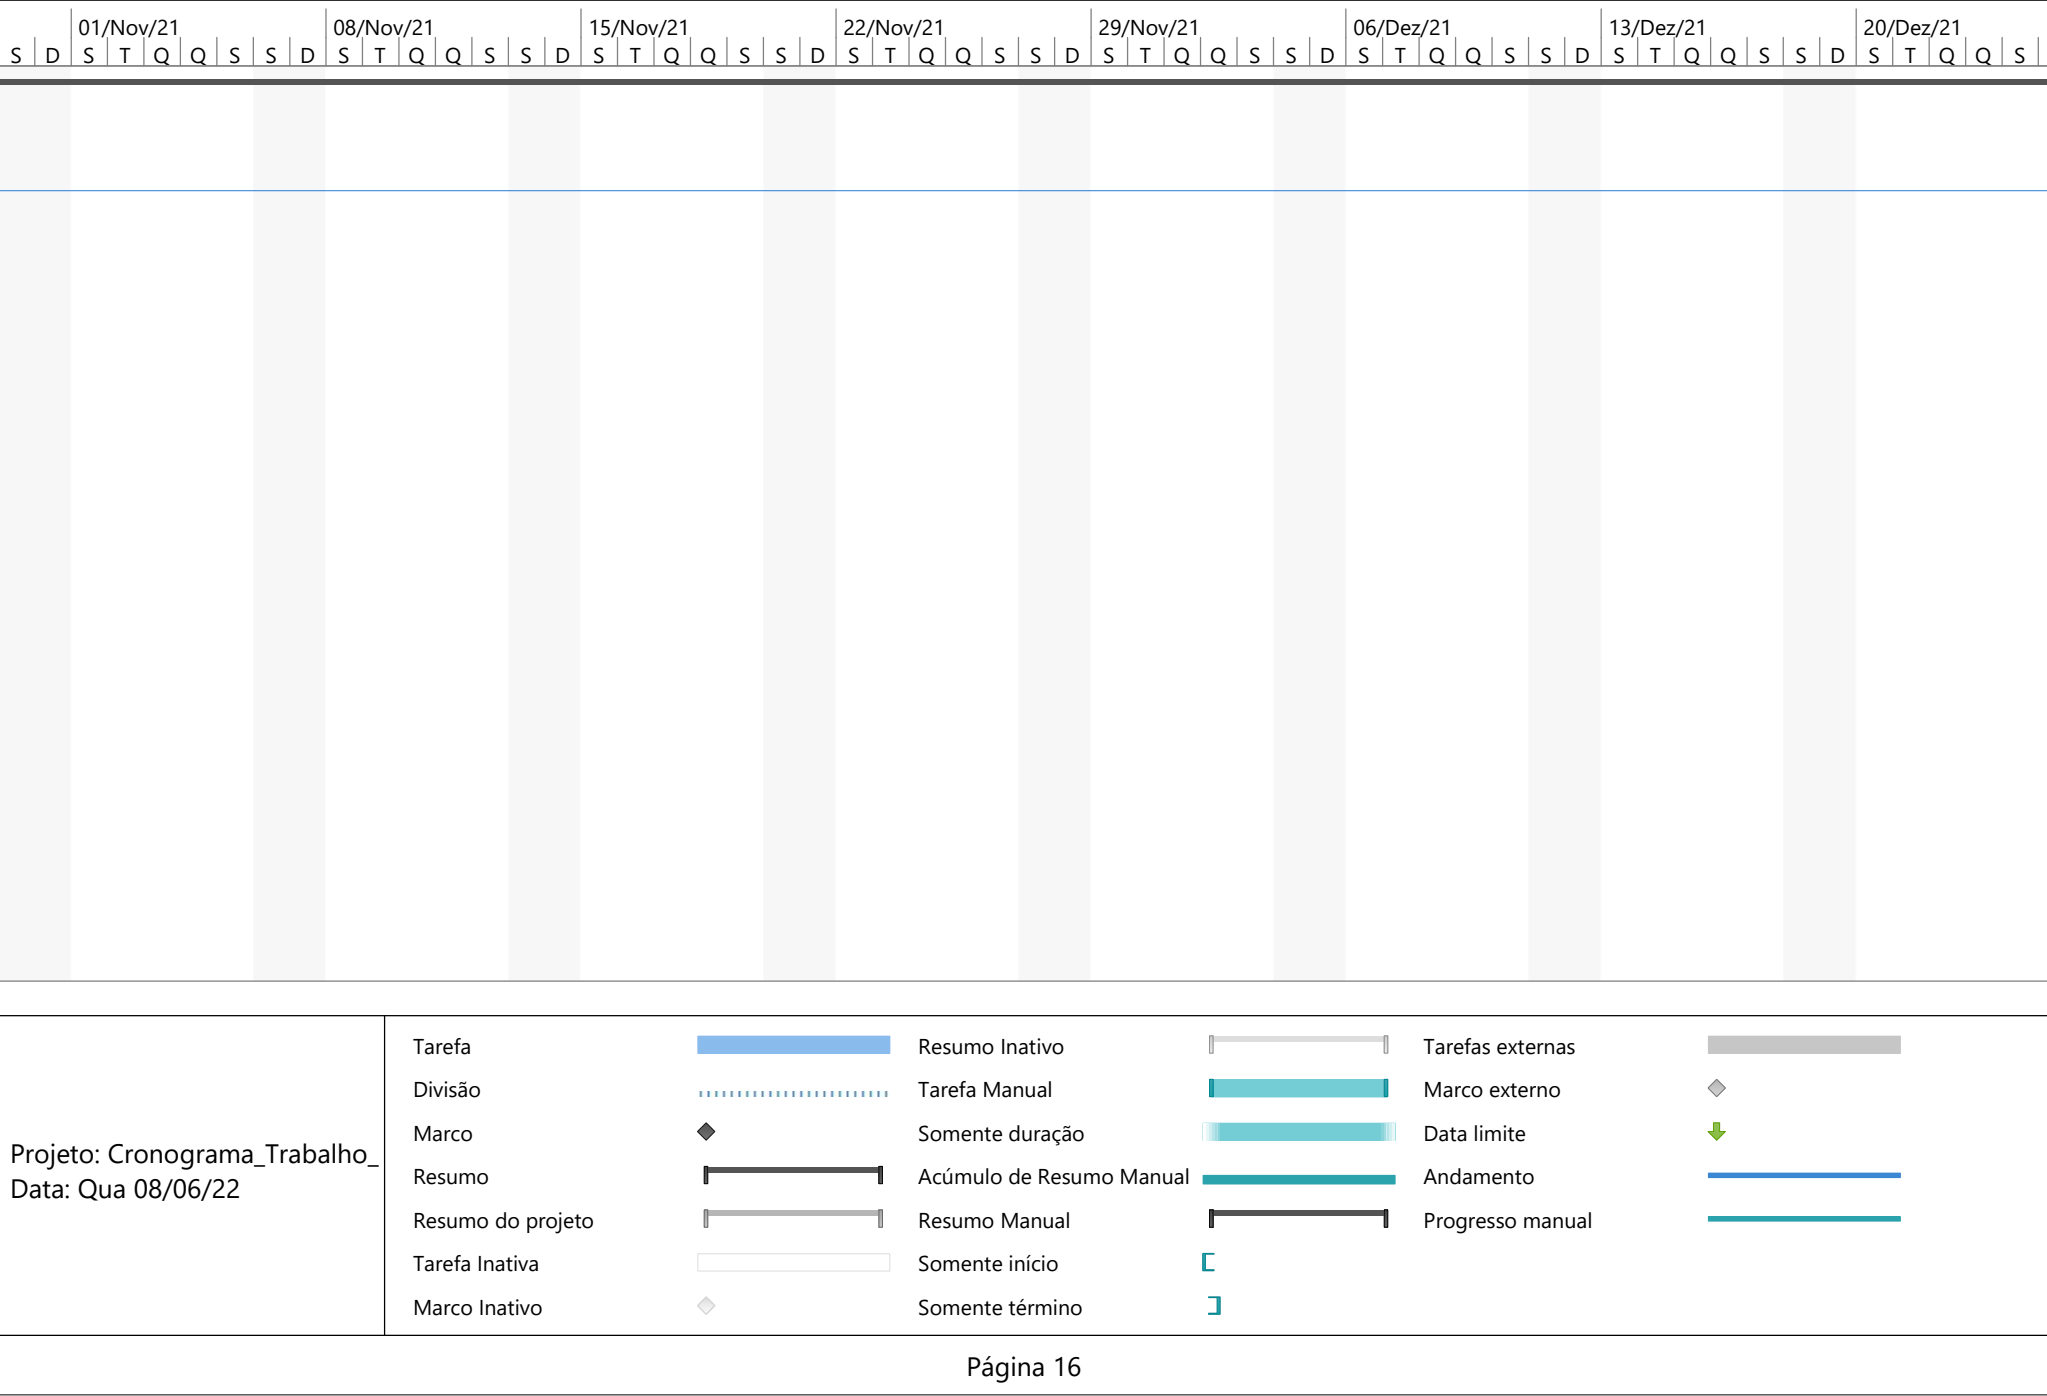 01/Nov/21 08/Nov/21 15/Nov/21 22/Nov/21 29/Nov/21 06/Dez/21 13/Dez/21 20/Dez/21
S D S T Q Q S S D S T Q Q S S D S T Q Q S S D S T Q Q S S D S T Q Q S S D S T Q Q S S D S T Q Q S S D S T Q Q S
Projeto: Cronograma_Trabalho_
Data: Qua 08/06/22
Tarefa
Divisão
Marco
Resumo
Resumo do projeto
Tarefa Inativa
Marco Inativo
Resumo Inativo
Tarefa Manual
Somente duração
Acúmulo de Resumo Manual
Resumo Manual
Somente início
Somente término
Tarefas externas
Marco externo
Data limite
Andamento
Progresso manual
Página 16